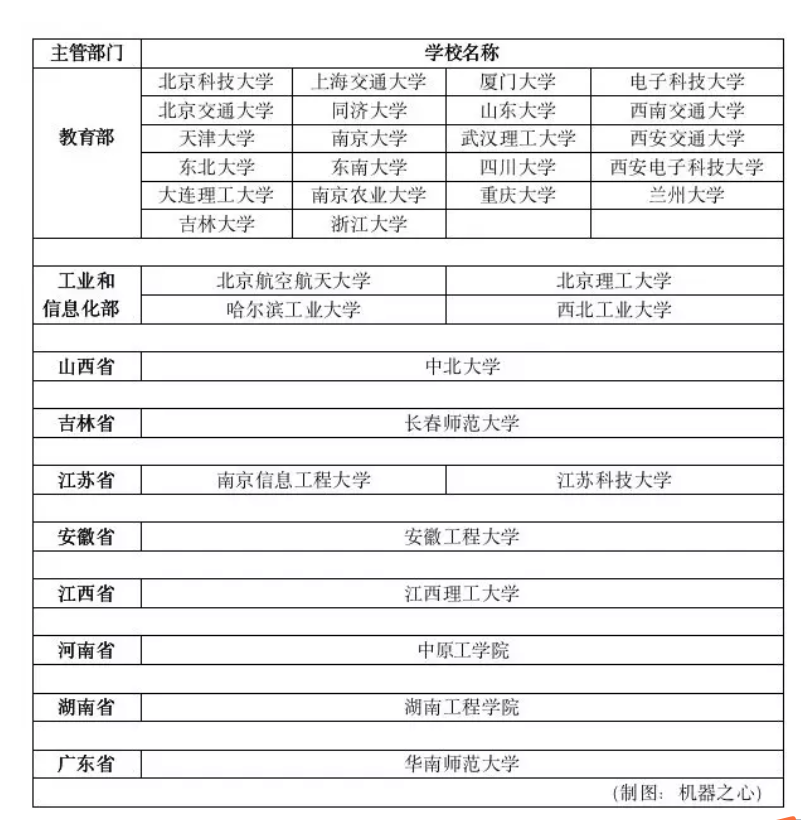 主管部门 学校名称
北京科技大学 上海交通大学 厦门大学 电子科技大学
北京交通大学 同济大学 山东大学 西南交通大学
教育部 天津大学 南京大学 武汉理工大学 西安交通大学
东北大学 东南大学 四川大学 西安电子科技大学
大连理工大学 南京农业大学 重庆大学 兰州大学
吉林大学 浙江大学
工业和 北京航空航天大学 北京理工大学
信息化部 哈尔滨工业大学 西北工业大学
山西省 中北大学
吉林省 长春师范大学
江苏省 南京信息工程大学 江苏科技大学
安徽省 安徽工程大学
江西省 江西理工大学
河南省 中原工学院
湖南省 湖南工程学院
广东省 华南师范大学
(制图：机器之心)